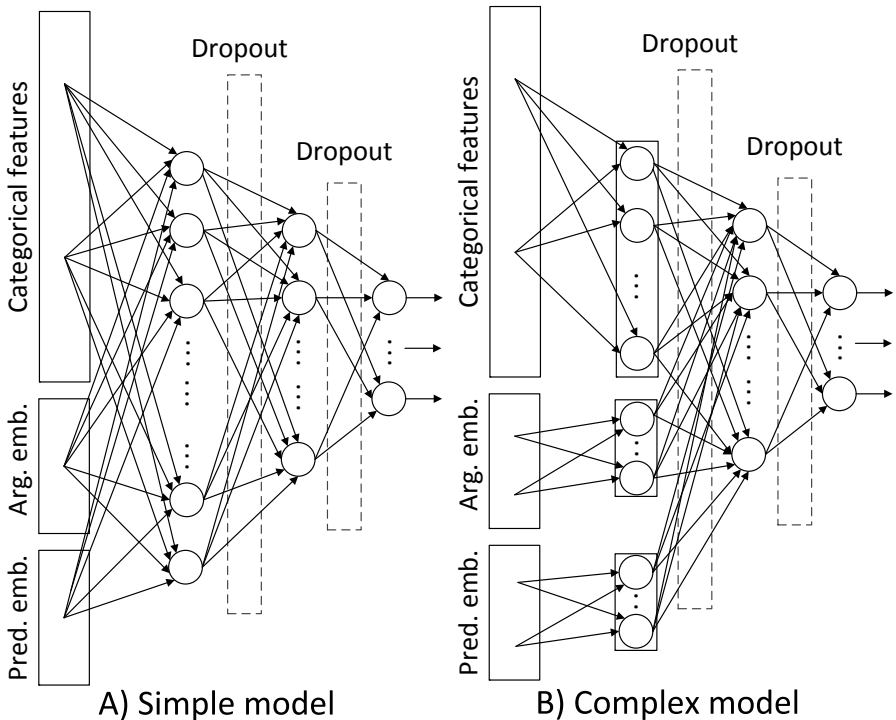 Categorical features
Arg. emb.
Pred. emb.
Dropout
Dropout
A) Simple model
Categorical features
Arg. emb.
Pred. emb.
Dropout
Dropout
B) Complex model